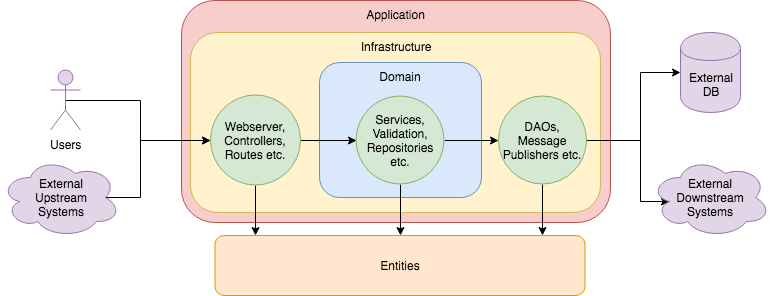 Application
Infrastructure
Domain
Users
External
Upstream
Systems
Webserver,
Controllers,
Routes etc.
Services,
Validation,
Repositories
etc.
DAOs,
Message
Publishers etc.
External
DB
External
Downstream
Systems
Entities